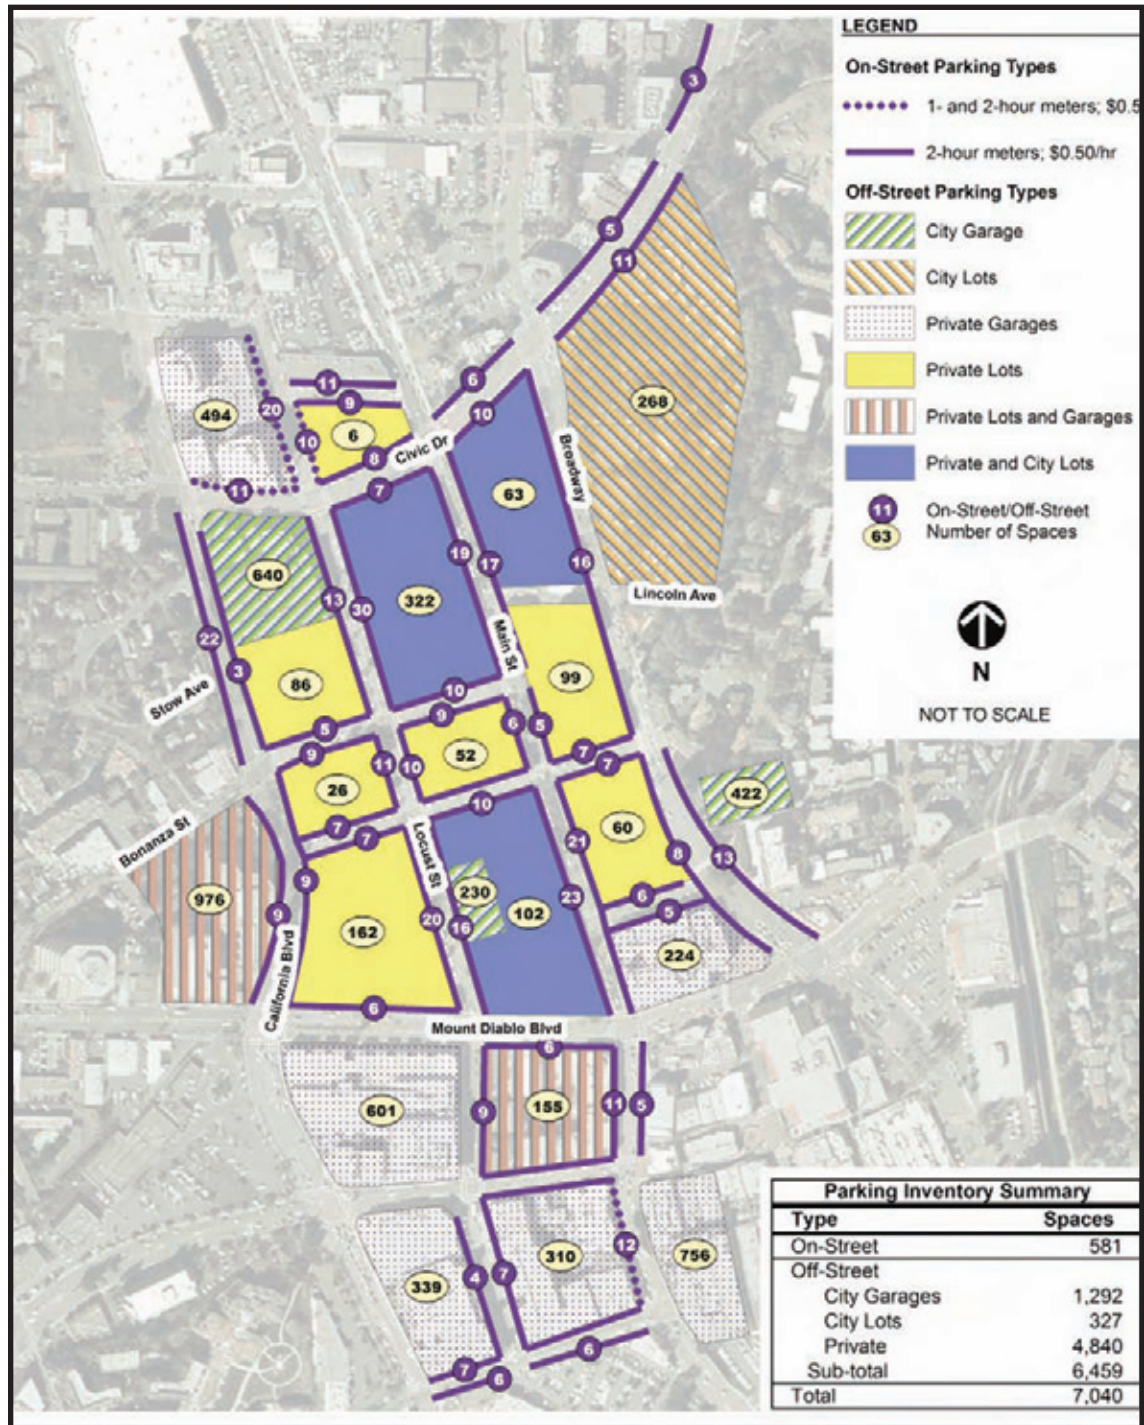 LEGEND
On-Street Parking Types
1- and 2-hour meters; $0.5
2-hour meters; $0.50/hr
Off-Street Parking Types
City Garage
City Lots
Private Garages
Private Lots
Private Lots and Garages
Private and City Lots
11 On-Street/Off-Street
63 Number of Spaces
N
NOT TO SCALE
3
5
11
6
11
9
20
494
10
6
10
268
8
Civic Dr
Broadway
11
7
63
19
17
16
640
13
30
322
Lincoln Ave
22
Main St
3
86
99
Stow Ave
10
9
5
6
5
9
52
7
11
10
7
26
422
10
7
7
60
Bonanza St
21
8
13
Locust St
9
976
230
6
23
9
162
20
16
102
5
224
California Blvd
6
Mount Diablo Blvd
6
601
9
155
11
5
12
310
756
4
7
339
6
7
6
Parking Inventory Summary
Type Spaces
On-Street 581
Off-Street
City Garages 1,292
City Lots 327
Private 4,840
Sub-total 6,459
Total 7,040